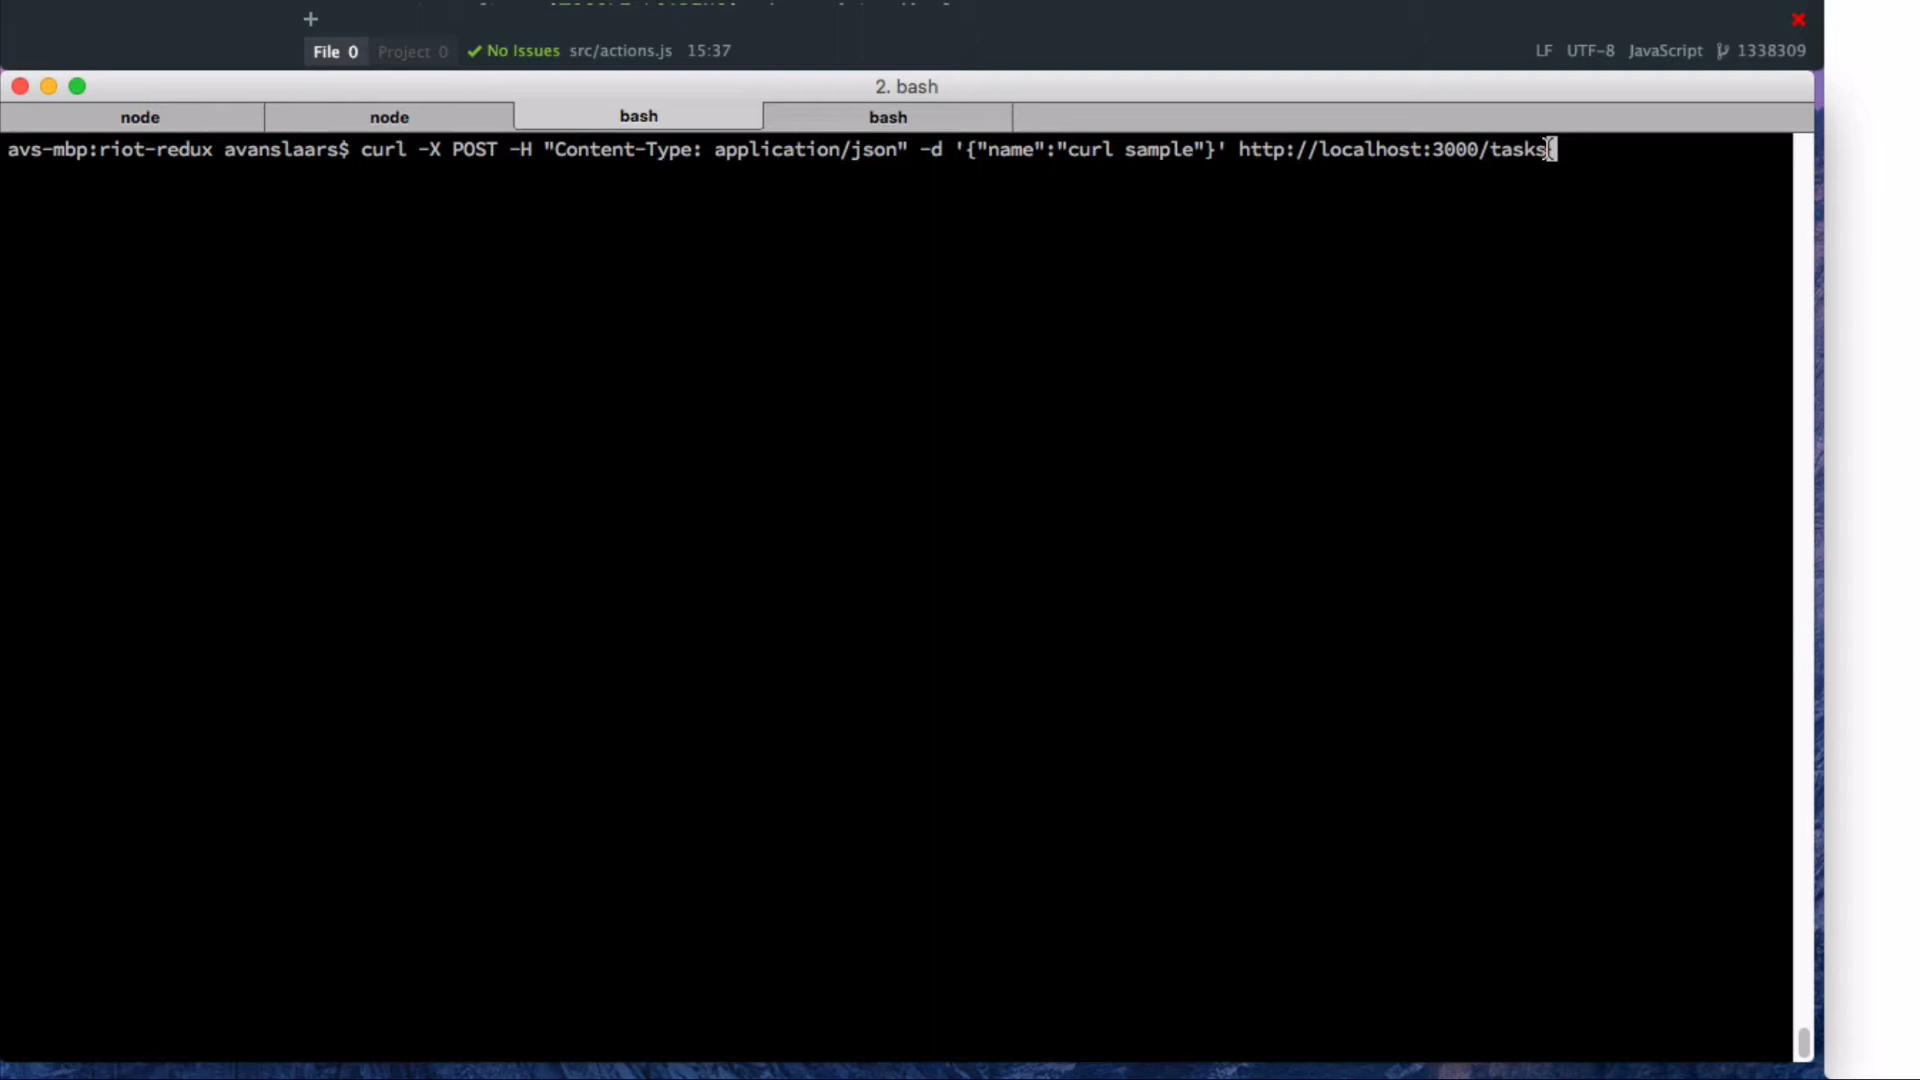 +
File 0 Project 0 No Issues src/actions.js 15:37 LF UTF-8 JavaScript 1338309
2. bash
node node bash bash
avs-mbp:riot-redux avanslaars$ curl -X POST -H "Content-Type: application/json" -d '{"name":"curl sample"}' http://localhost:3000/tasks